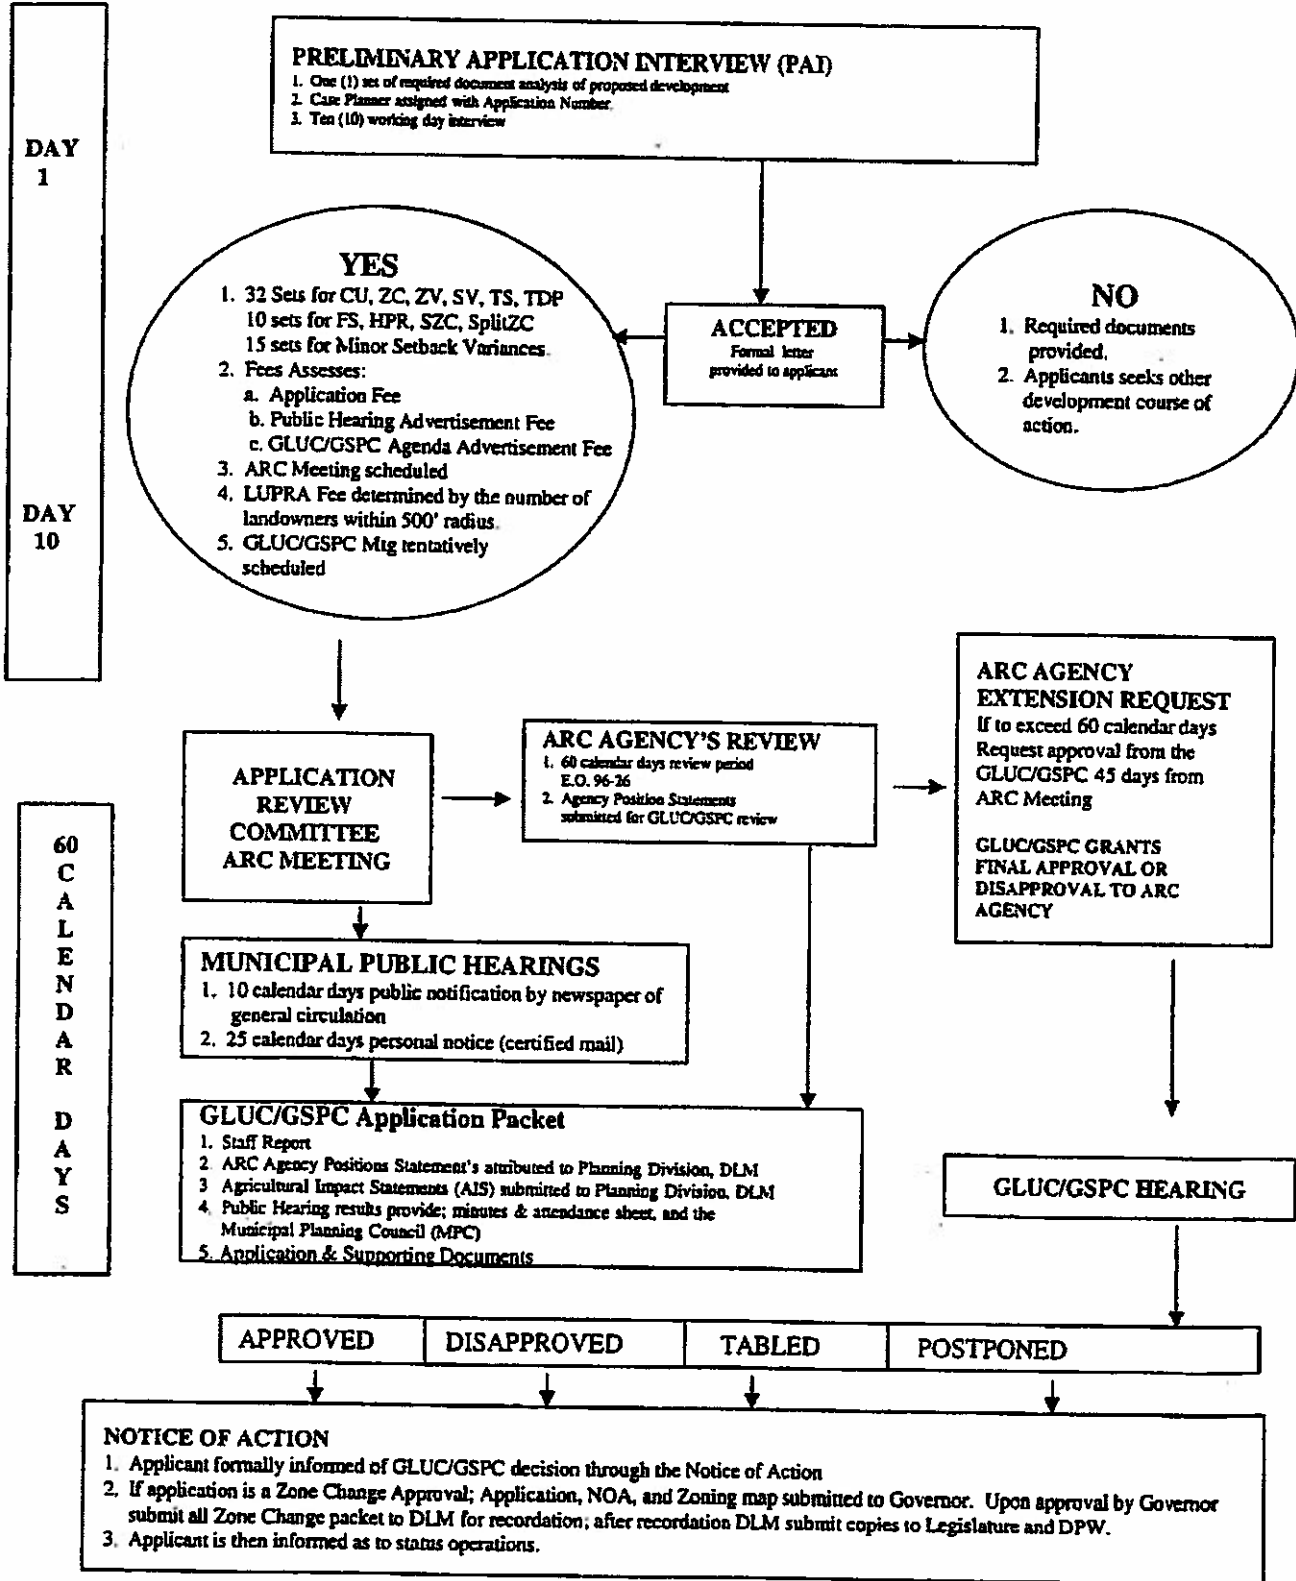 PRELIMINARY APPLICATION INTERVIEW (PAI)
1. One (1) set of required document analysis of proposed development
2. Case Planner assigned with Application Number.
3. Ten (10) working day interview
DAY
1
YES
1. 32 Sets for CU, ZC, ZV, SV, TS, TDP
10 sets for FS, HPR, SZC, SplitZC
15 sets for Minor Setback Variances.
2. Fees Assesses:
a. Application Fee
b. Public Hearing Advertisement Fee
c. GLUC/GSPC Agenda Advertisement Fee
3. ARC Meeting scheduled
4. LUPRA Fee determined by the number of
landowners within 500' radius.
5. GLUC/GSPC Mtg tentatively
scheduled
ACCEPTED
Formal letter
provided to applicant
NO
1. Required documents
provided.
2. Applicants seeks other
development course of
action.
DAY
10
APPLICATION
REVIEW
COMMITTEE
ARC MEETING
ARC AGENCY'S REVIEW
1. 60 calendar days review period
E.O. 96-26
2. Agency Position Statements
submitted for GLUC/GSPC review
ARC AGENCY
EXTENSION REQUEST
If to exceed 60 calendar days
Request approval from the
GLUC/GSPC 45 days from
ARC Meeting
GLUC/GSPC GRANTS
FINAL APPROVAL OR
DISAPPROVAL TO ARC
AGENCY
60
C
A
L
E
N
D
A
R
D
A
Y
S
MUNICIPAL PUBLIC HEARINGS
1. 10 calendar days public notification by newspaper of
general circulation
2. 25 calendar days personal notice (certified mail)
GLUC/GSPC Application Packet
1. Staff Report
2. ARC Agency Positions Statement's attributed to Planning Division, DLM
3 Agricultural Impact Statements (AIS) submitted to Planning Division, DLM
4. Public Hearing results provide; minutes & attendance sheet, and the
Municipal Planning Council (MPC)
5. Application & Supporting Documents
GLUC/GSPC HEARING
APPROVED DISAPPROVED TABLED POSTPONED
NOTICE OF ACTION
1. Applicant formally informed of GLUC/GSPC decision through the Notice of Action
2. If application is a Zone Change Approval; Application, NOA, and Zoning map submitted to Governor. Upon approval by Governor
submit all Zone Change packet to DLM for recordation; after recordation DLM submit copies to Legislature and DPW.
3. Applicant is then informed as to status operations.